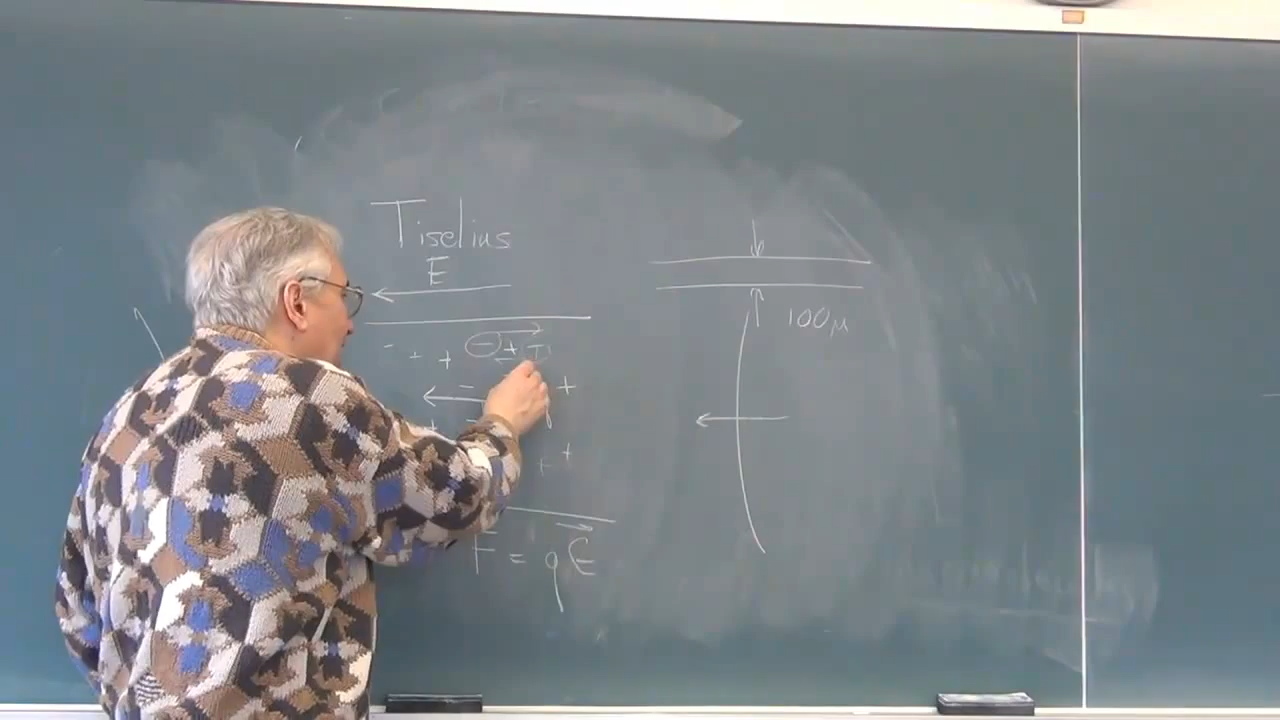 Tiselius
E
- + + - +
= +
+
+ +
F = qE
100μ